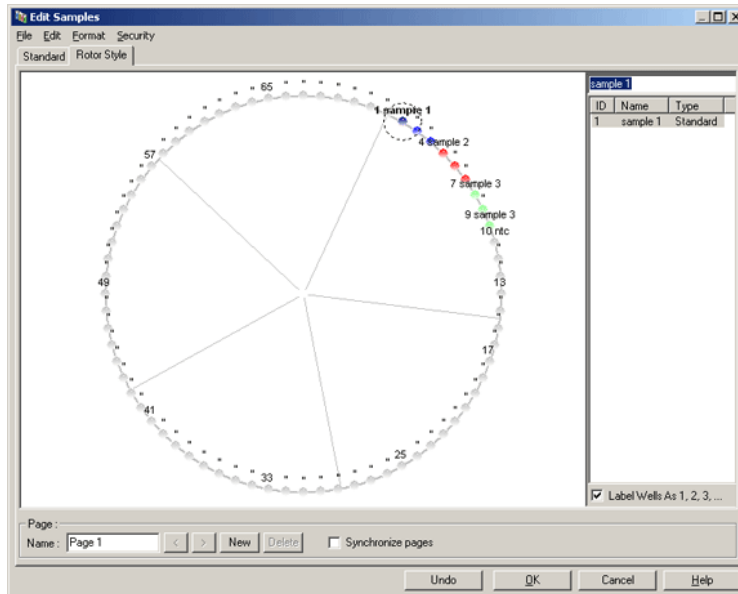 Edit Samples
File Edit Format Security
Standard Rotor Style
65
1 sample 1
4 sample 2
57
7 sample 3
9 sample 3
10 ntc
49
13
17
41
25
33
sample 1
ID Name Type
1 sample 1 Standard
Label Wells As 1, 2, 3, ...
Page :
Name : Page 1 < > New Delete Synchronize pages
Undo OK Cancel Help